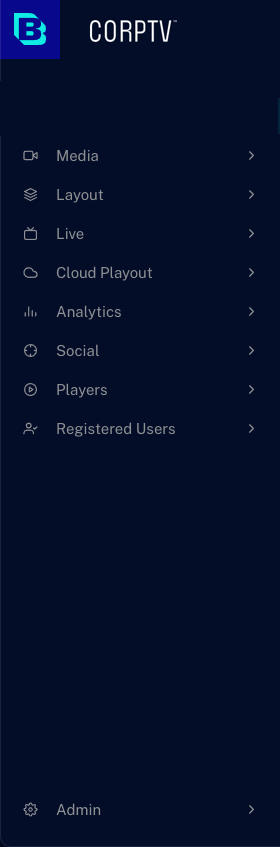 B
CORPTV™
Media
Layout
Live
Cloud Playout
Analytics
Social
Players
Registered Users
Admin